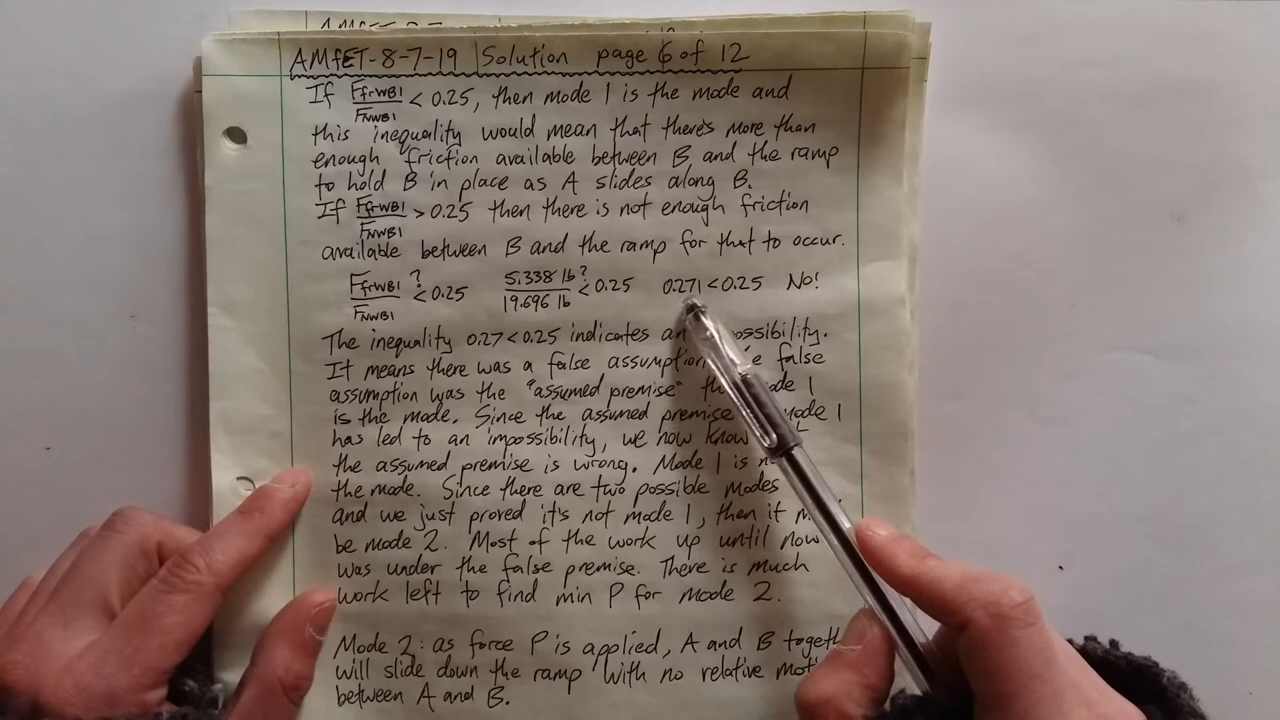 AMfET-8-7-19 Solution page 6 of 12
If FfrWB1/FNWB1 < 0.25, then mode 1 is the mode and
this inequality would mean that there's more than
enough friction available between B and the ramp
to hold B in place as A slides along B.
If FfrWB1/FNWB1 > 0.25 then there is not enough friction
available between B and the ramp for that to occur.
FfrWB1/FNWB1 ?< 0.25 5.338 lb/19.696 lb ?< 0.25 0.271 < 0.25 No!
The inequality 0.27 < 0.25 indicates an
It means there was a false assumption false
assumption was the "assumed premise" 1
is the mode. Since the assumed premise mode 1
has led to an impossibility, we now know
the assumed premise is wrong. Mode 1 is
the mode. Since there are two possible modes
and we just proved it's not mode 1, then it
be mode 2. Most of the work up until now
was under the false premise. There is much
work left to find min P for mode 2.
Mode 2: as force P is applied, A and B
will slide down the ramp with no relative
between A and B.